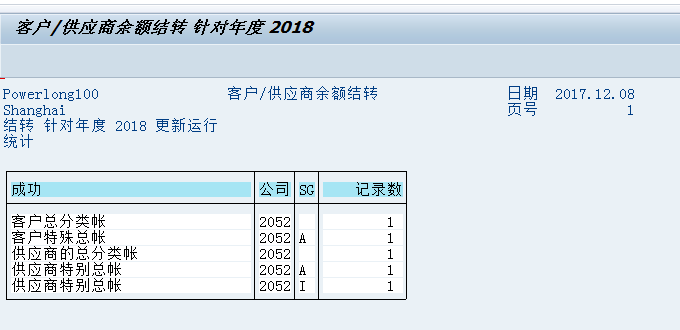 客户/供应商余额结转 针对年度 2018
Powerlong100 客户/供应商余额结转 日期 2017.12.08
Shanghai 页号 1
结转 针对年度 2018 更新运行
统计
成功 公司 SG 记录数
客户总分类帐 2052 1
客户特殊总帐 2052 A 1
供应商的总分类帐 2052 1
供应商特别总帐 2052 A 1
供应商特别总帐 2052 I 1